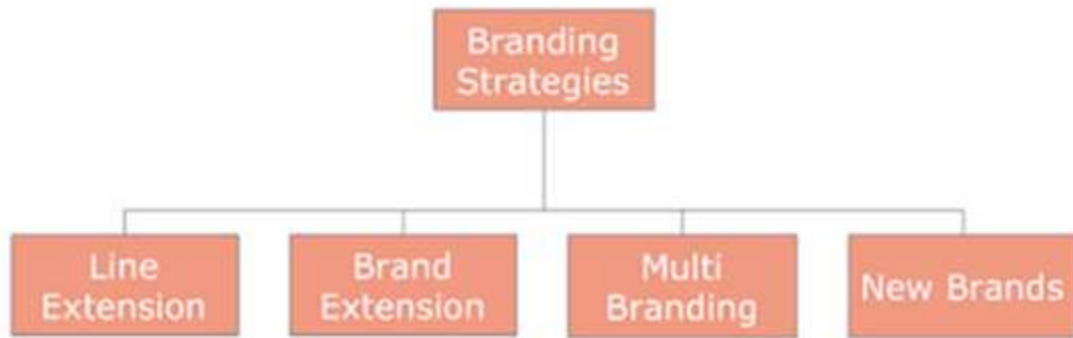 Branding
Strategies
Line
Extension
Brand
Extension
Multi
Branding
New Brands